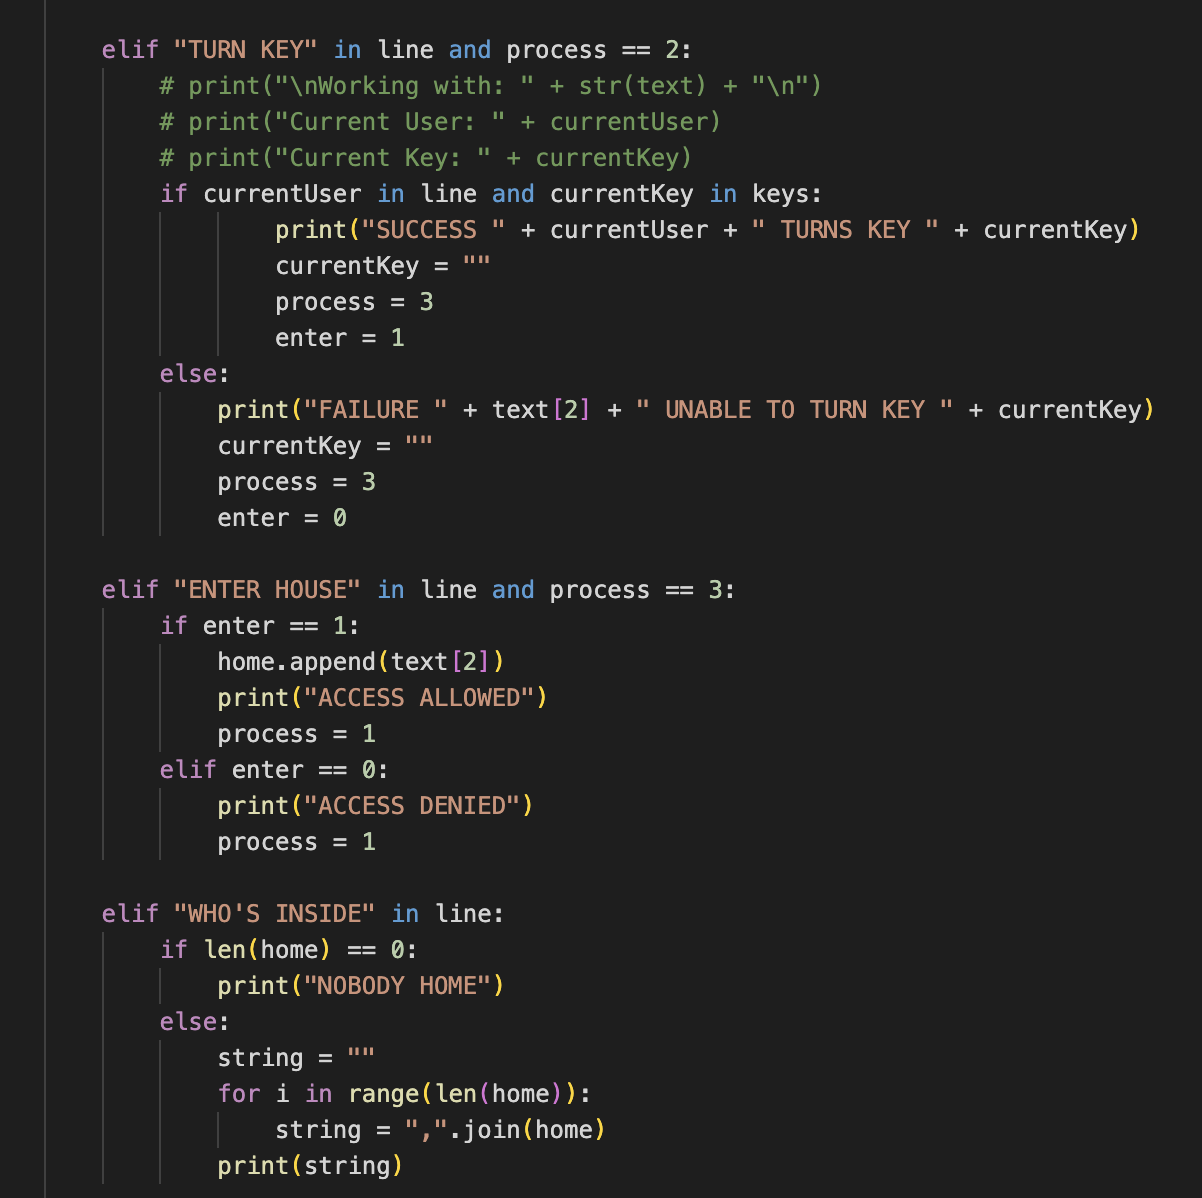 elif "TURN KEY" in line and process == 2:
    # print("\nWorking with: " + str(text) + "\n")
    # print("Current User: " + currentUser)
    # print("Current Key: " + currentKey)
    if currentUser in line and currentKey in keys:
            print("SUCCESS " + currentUser + " TURNS KEY " + currentKey)
            currentKey = ""
            process = 3
            enter = 1
    else:
        print("FAILURE " + text[2] + " UNABLE TO TURN KEY " + currentKey)
        currentKey = ""
        process = 3
        enter = 0

elif "ENTER HOUSE" in line and process == 3:
    if enter == 1:
        home.append(text[2])
        print("ACCESS ALLOWED")
        process = 1
    elif enter == 0:
        print("ACCESS DENIED")
        process = 1

elif "WHO'S INSIDE" in line:
    if len(home) == 0:
        print("NOBODY HOME")
    else:
        string = ""
        for i in range(len(home)):
            string = ",".join(home)
        print(string)